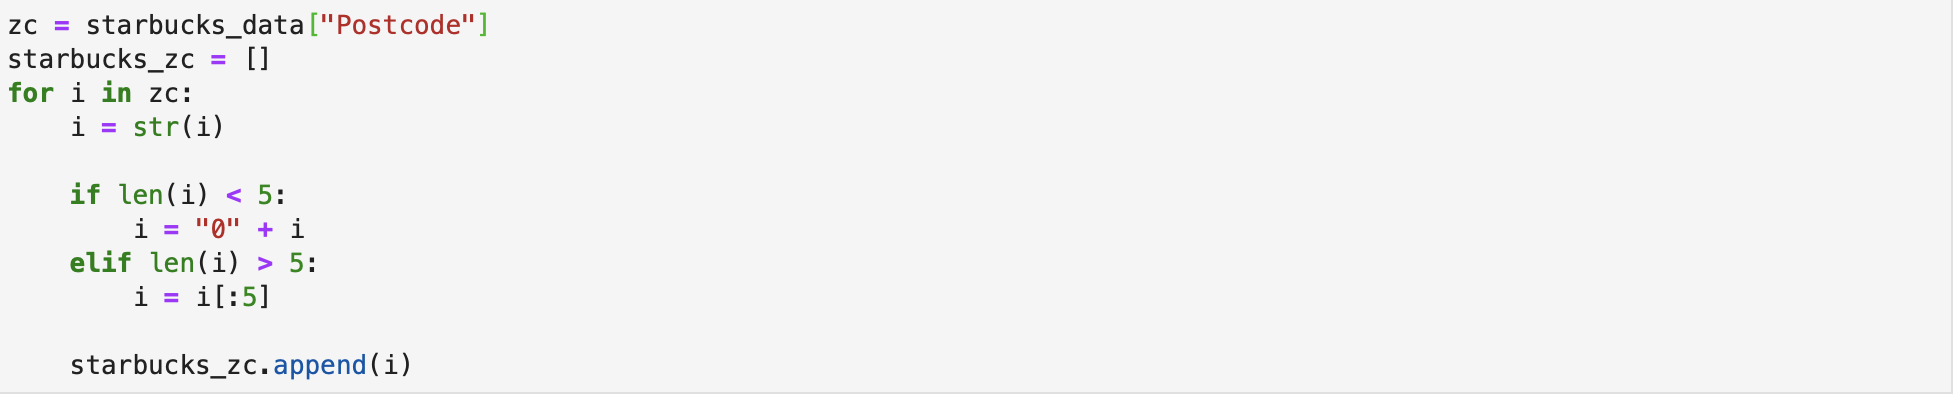 zc = starbucks_data["Postcode"]
starbucks_zc = []
for i in zc:
    i = str(i)

    if len(i) < 5:
        i = "0" + i
    elif len(i) > 5:
        i = i[:5]

    starbucks_zc.append(i)